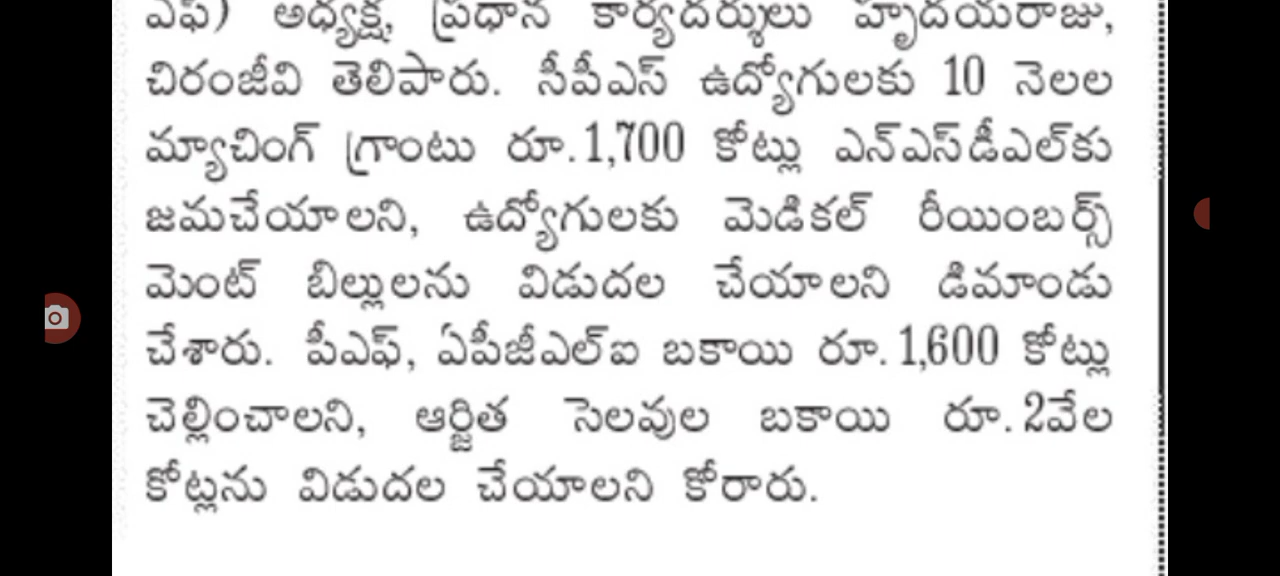 ఎఫ్) అధ్యక్ష, ప్రధాన కార్యదర్శులు హృదయరాజు,
చిరంజీవి తెలిపారు. సీపీఎస్ ఉద్యోగులకు 10 నెలల
మ్యాచింగ్ గ్రాంటు రూ.1,700 కోట్లు ఎన్ఎస్‌డీఎల్‌కు
జమచేయాలని, ఉద్యోగులకు మెడికల్ రీయింబర్స్
మెంట్ బిల్లులను విడుదల చేయాలని డిమాండు
చేశారు. పీఎఫ్, ఏపీజీఎల్ఐ బకాయి రూ.1,600 కోట్లు
చెల్లించాలని, ఆర్జిత సెలవుల బకాయి రూ.2వేల
కోట్లను విడుదల చేయాలని కోరారు.